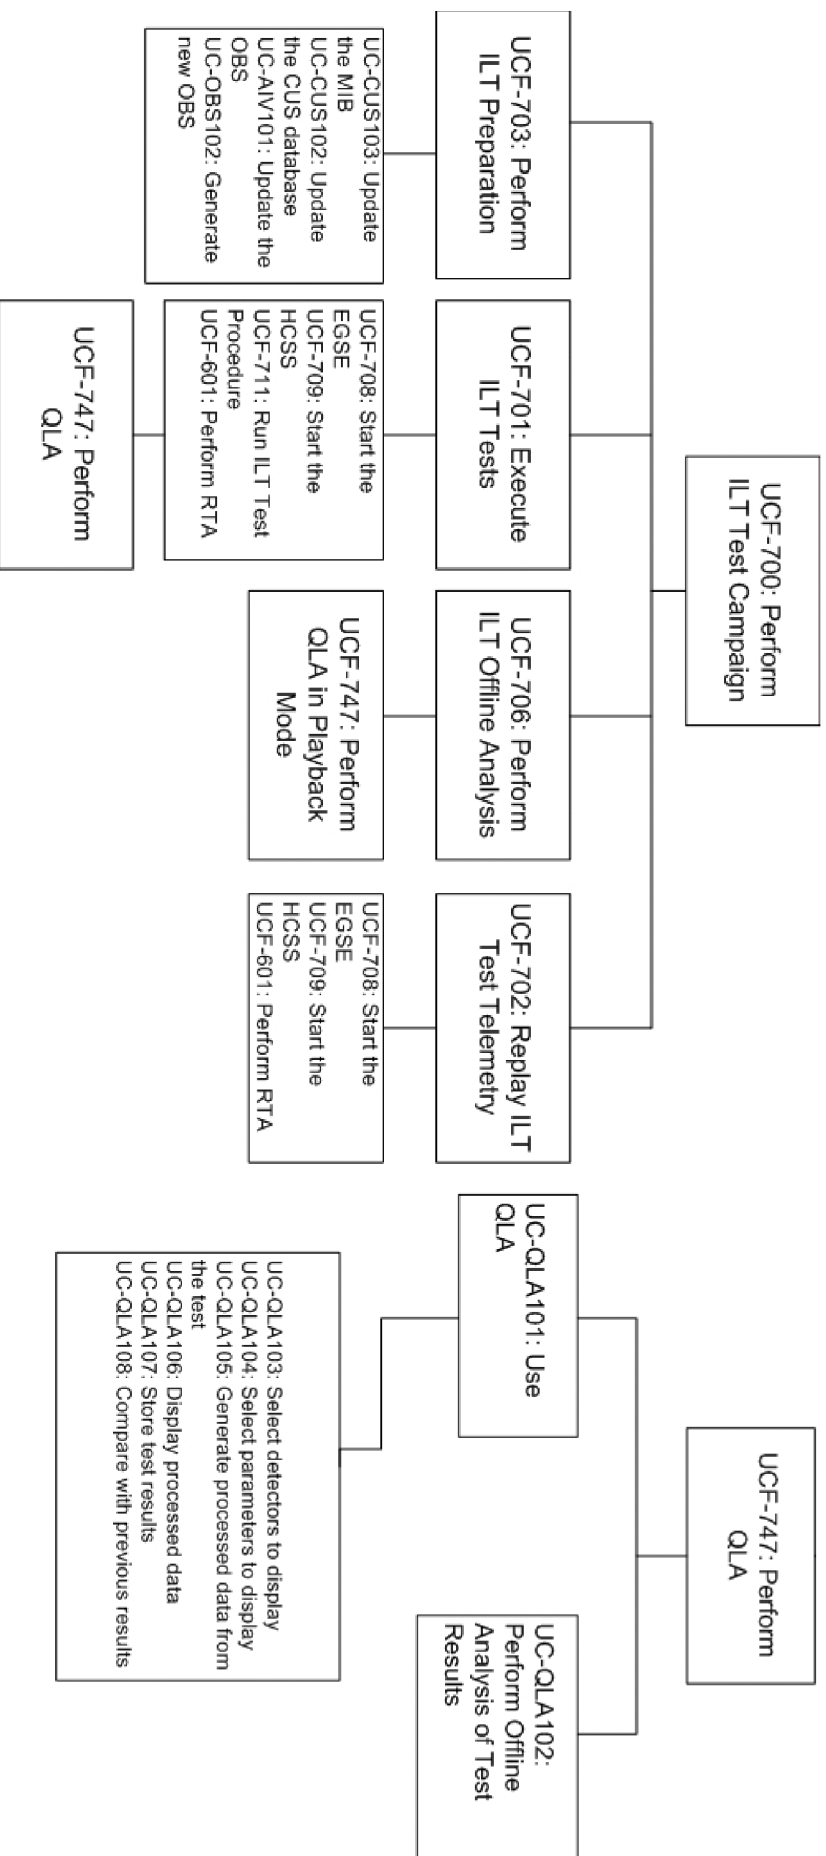 UCF-700: Perform
ILT Test Campaign
UCF-703: Perform
ILT Preparation
UCF-701: Execute
ILT Tests
UCF-706: Perform
ILT Offline Analysis
UCF-702: Replay ILT
Test Telemetry
UC-CUS103: Update
the MIB
UC-CUS102: Update
the CUS database
UC-AIV101: Update the
OBS
UC-OBS102: Generate
new OBS
UCF-708: Start the
EGSE
UCF-709: Start the
HCSS
UCF-711: Run ILT Test
Procedure
UCF-601: Perform RTA
UCF-747: Perform
QLA in Playback
Mode
UCF-708: Start the
EGSE
UCF-709: Start the
HCSS
UCF-601: Perform RTA
UCF-747: Perform
QLA
UCF-747: Perform
QLA
UC-QLA101: Use
QLA
UC-QLA102:
Perform Offline
Analysis of Test
Results
UC-QLA103: Select detectors to display
UC-QLA104: Select parameters to display
UC-QLA105: Generate processed data from
the test
UC-QLA106: Display processed data
UC-QLA107: Store test results
UC-QLA108: Compare with previous results